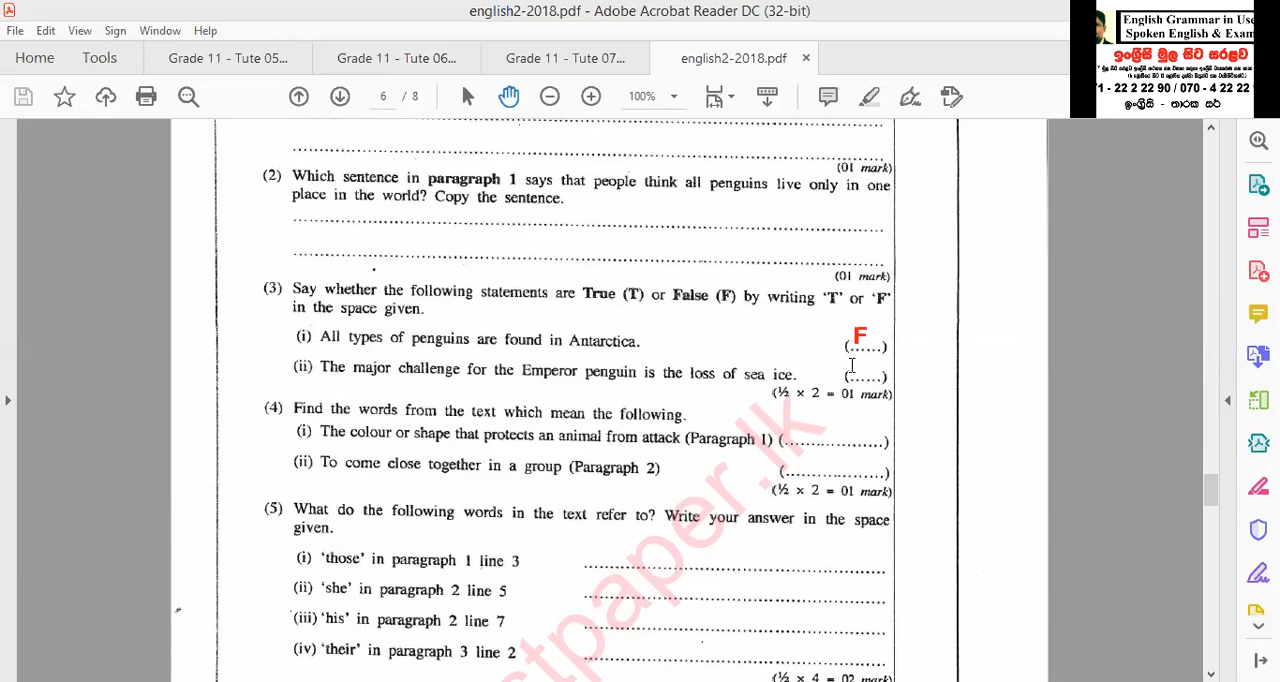 english2-2018.pdf - Adobe Acrobat Reader DC (32-bit)
File Edit View Sign Window Help
Home Tools Grade 11 - Tute 05... Grade 11 - Tute 06... Grade 11 - Tute 07... english2-2018.pdf ×
6 / 8 100%
English Grammar in Use
Spoken English & Exam
ඉංග්‍රීසි මුල සිට සරළව
71 - 22 2 22 90 / 070 - 4 22 22
ඉංග්‍රීසි - තාරක සර්
(01 mark)
(2) Which sentence in paragraph 1 says that people think all penguins live only in one
place in the world? Copy the sentence.
(01 mark)
(3) Say whether the following statements are True (T) or False (F) by writing ‘T’ or ‘F’
in the space given.
(i) All types of penguins are found in Antarctica. (..F....)
(ii) The major challenge for the Emperor penguin is the loss of sea ice. (......)
(½ × 2 = 01 mark)
(4) Find the words from the text which mean the following.
(i) The colour or shape that protects an animal from attack (Paragraph 1) (...................)
(ii) To come close together in a group (Paragraph 2) (...................)
(½ × 2 = 01 mark)
(5) What do the following words in the text refer to? Write your answer in the space
given.
(i) ‘those’ in paragraph 1 line 3
(ii) ‘she’ in paragraph 2 line 5
(iii) ‘his’ in paragraph 2 line 7
(iv) ‘their’ in paragraph 3 line 2
(½ × 4 = 02 mark)
stpaper.lk